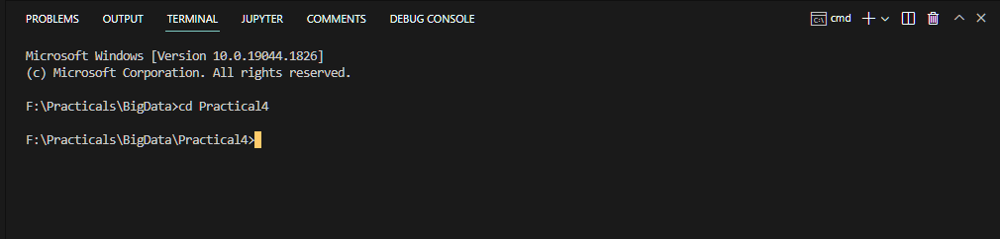 PROBLEMS OUTPUT TERMINAL JUPYTER COMMENTS DEBUG CONSOLE cmd
Microsoft Windows [Version 10.0.19044.1826]
(c) Microsoft Corporation. All rights reserved.
F:\Practicals\BigData>cd Practical4
F:\Practicals\BigData\Practical4>